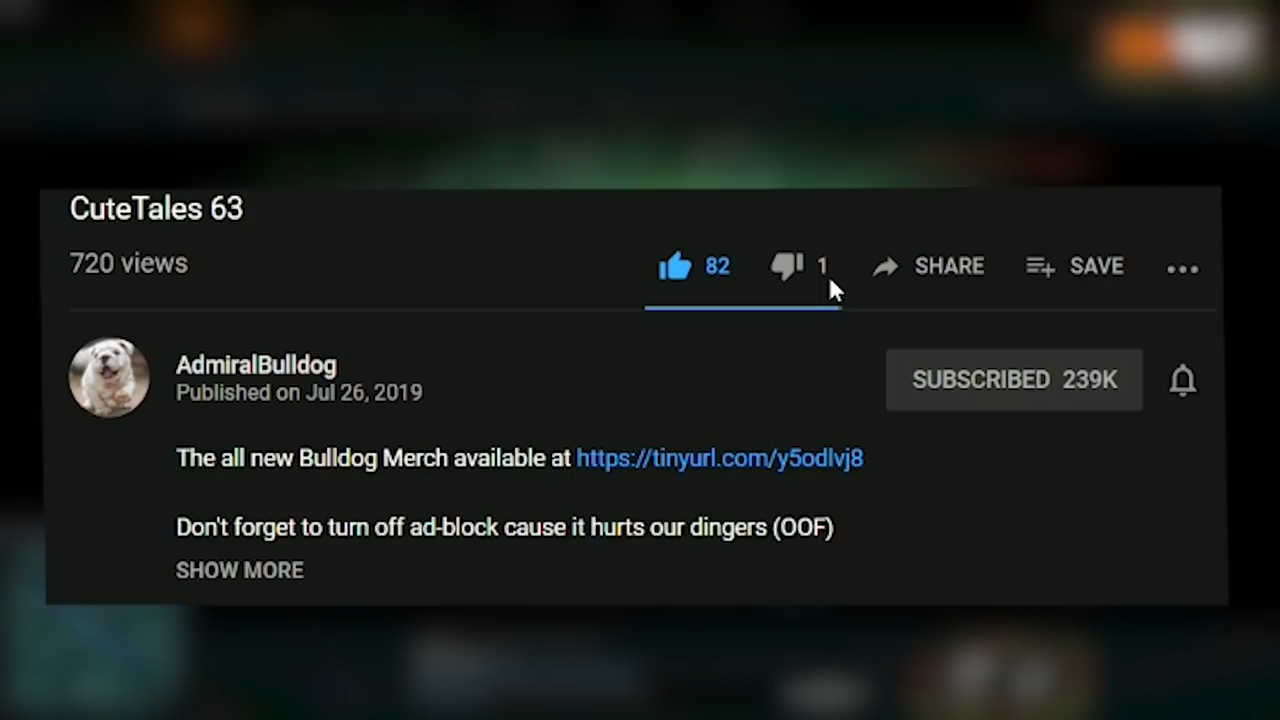 CuteTales 63
720 views
82 1 SHARE SAVE
AdmiralBulldog
Published on Jul 26, 2019
SUBSCRIBED 239K
The all new Bulldog Merch available at https://tinyurl.com/y5odlvj8
Don't forget to turn off ad-block cause it hurts our dingers (OOF)
SHOW MORE